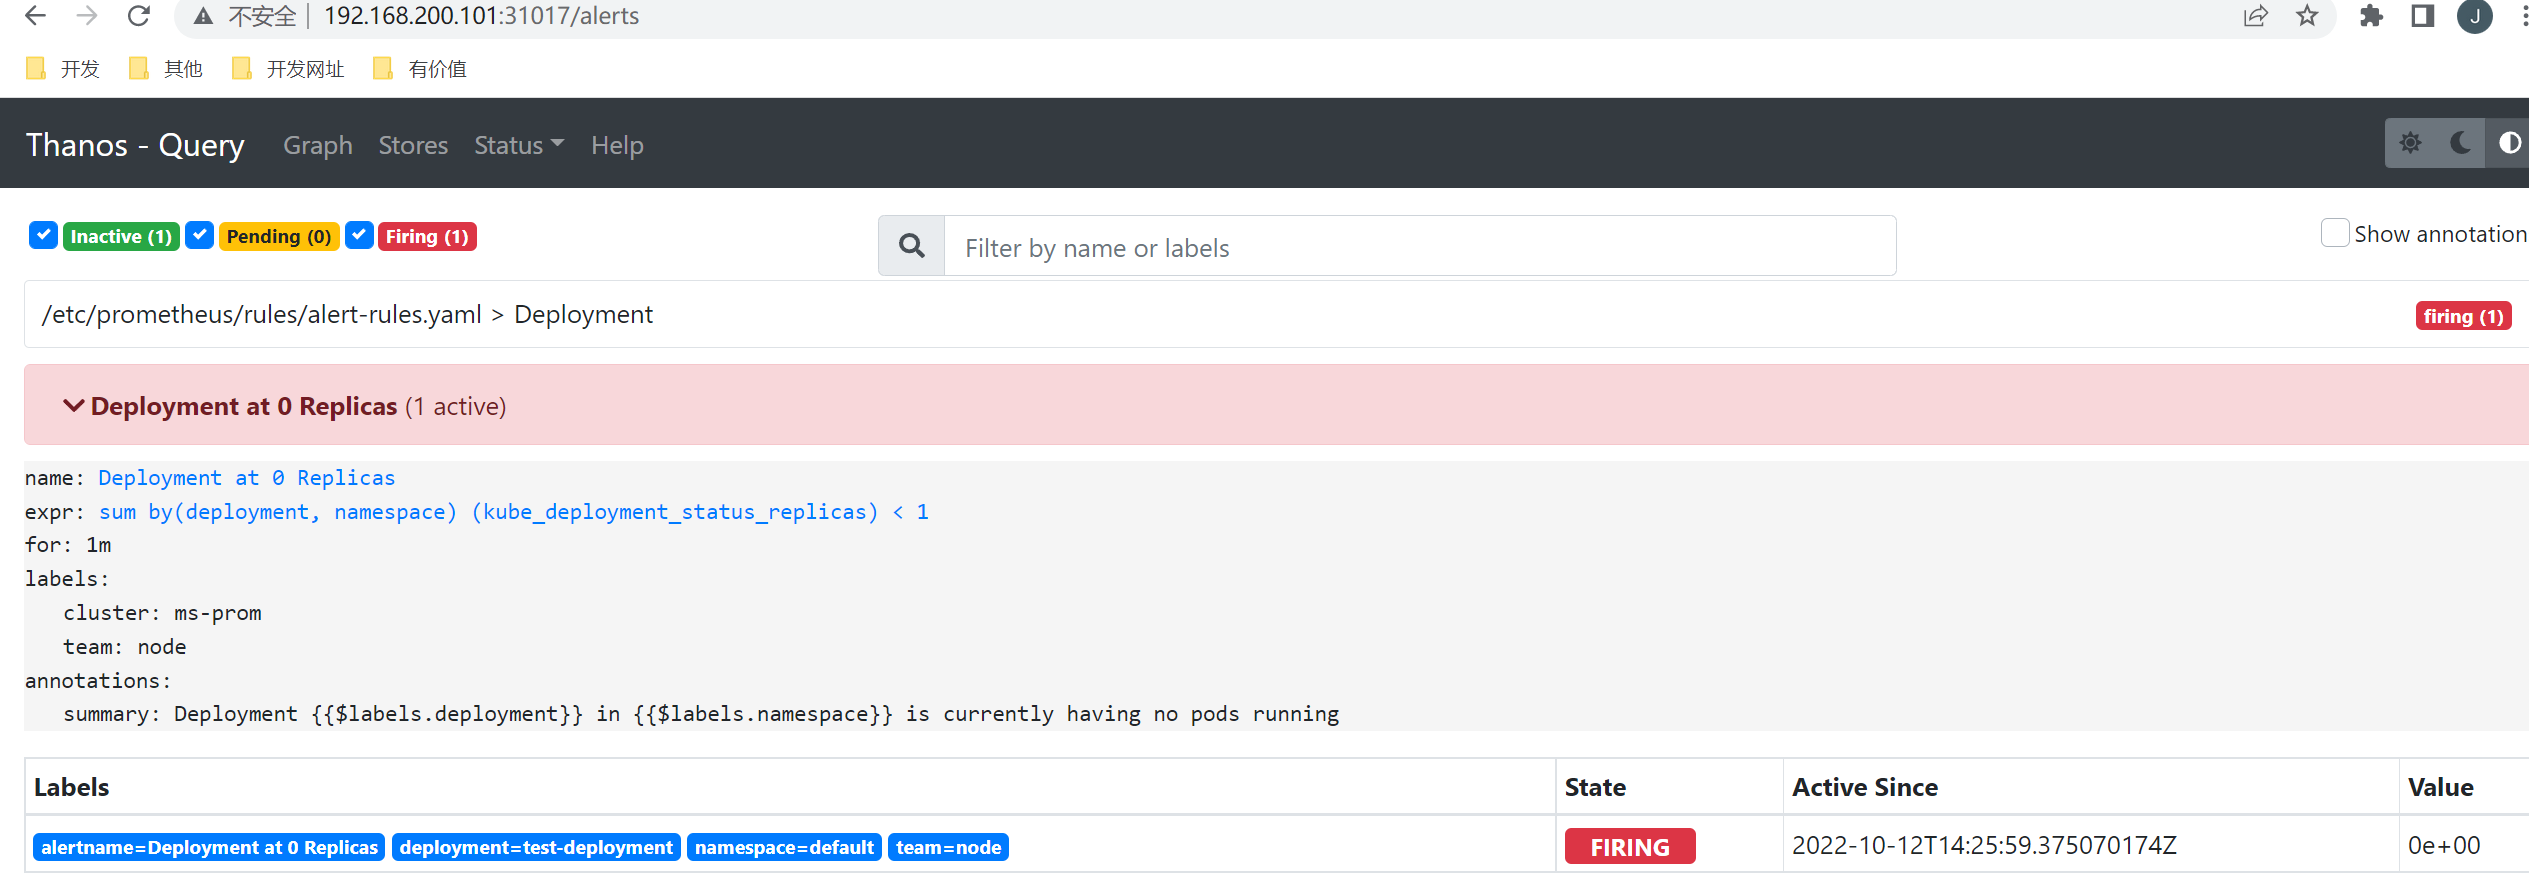 不安全 | 192.168.200.101:31017/alerts
J
开发 其他 开发网址 有价值
Thanos - Query Graph Stores Status Help
Inactive (1) Pending (0) Firing (1) Filter by name or labels Show annotation
/etc/prometheus/rules/alert-rules.yaml > Deployment firing (1)
Deployment at 0 Replicas (1 active)
name: Deployment at 0 Replicas
expr: sum by(deployment, namespace) (kube_deployment_status_replicas) < 1
for: 1m
labels:
cluster: ms-prom
team: node
annotations:
summary: Deployment {{$labels.deployment}} in {{$labels.namespace}} is currently having no pods running
Labels State Active Since Value
alertname=Deployment at 0 Replicas deployment=test-deployment namespace=default team=node FIRING 2022-10-12T14:25:59.375070174Z 0e+00